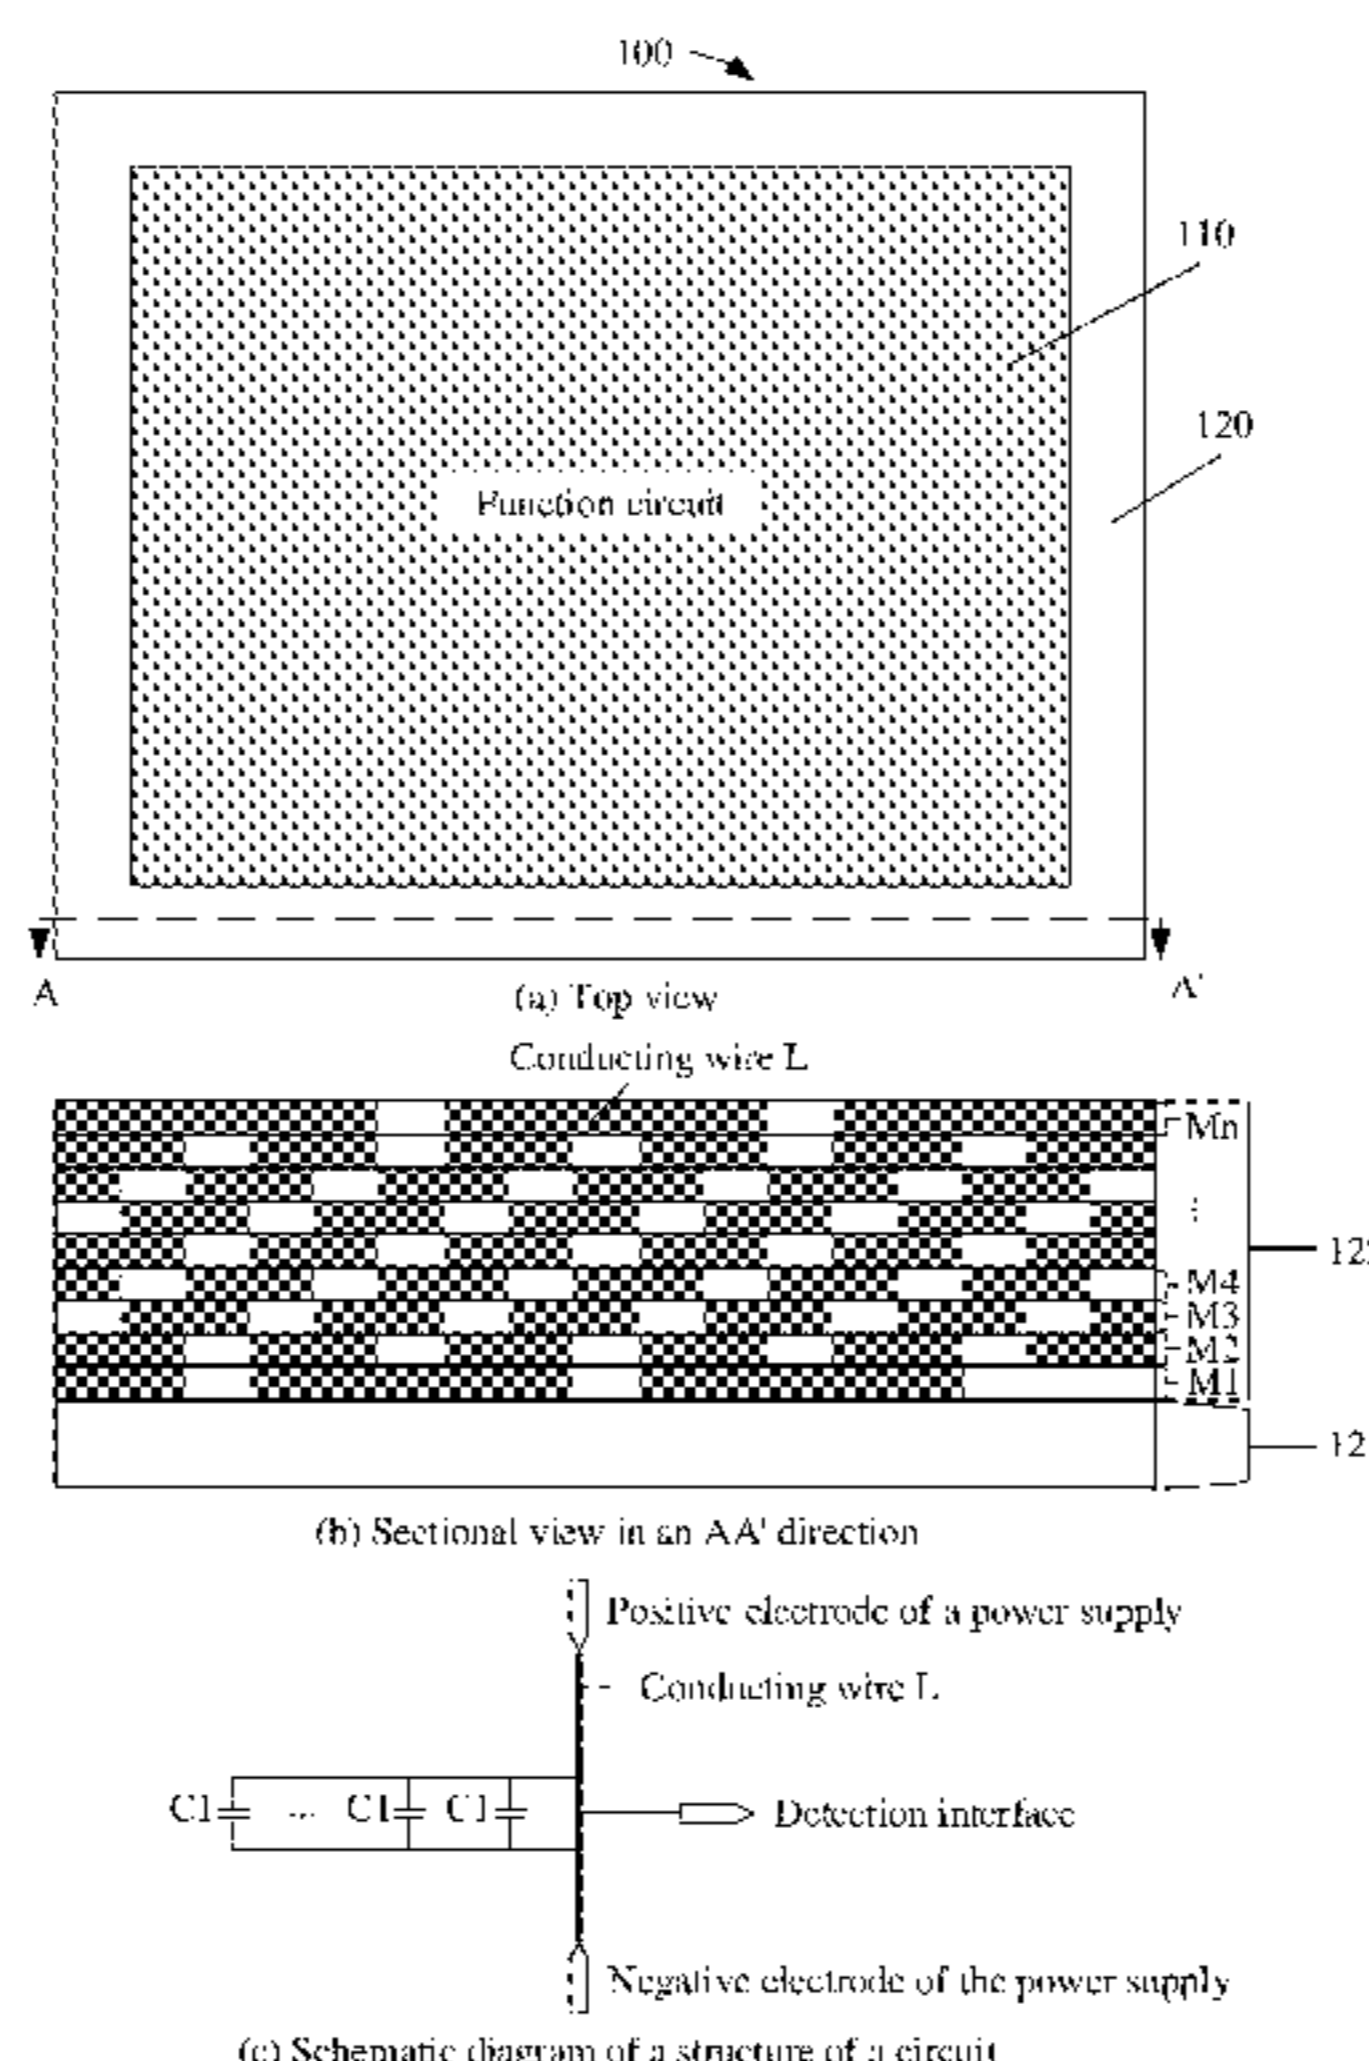 100
110
120
Function circuit
A
A'
(a) Top view
Conducting wire L
Mn
...
M4
M3
M2
M1
(b) Sectional view in an AA' direction
Positive electrode of a power supply
Conducting wire L
C1 ... C1 C1
Detection interface
Negative electrode of the power supply
(c) Schematic diagram of a structure of a circuit